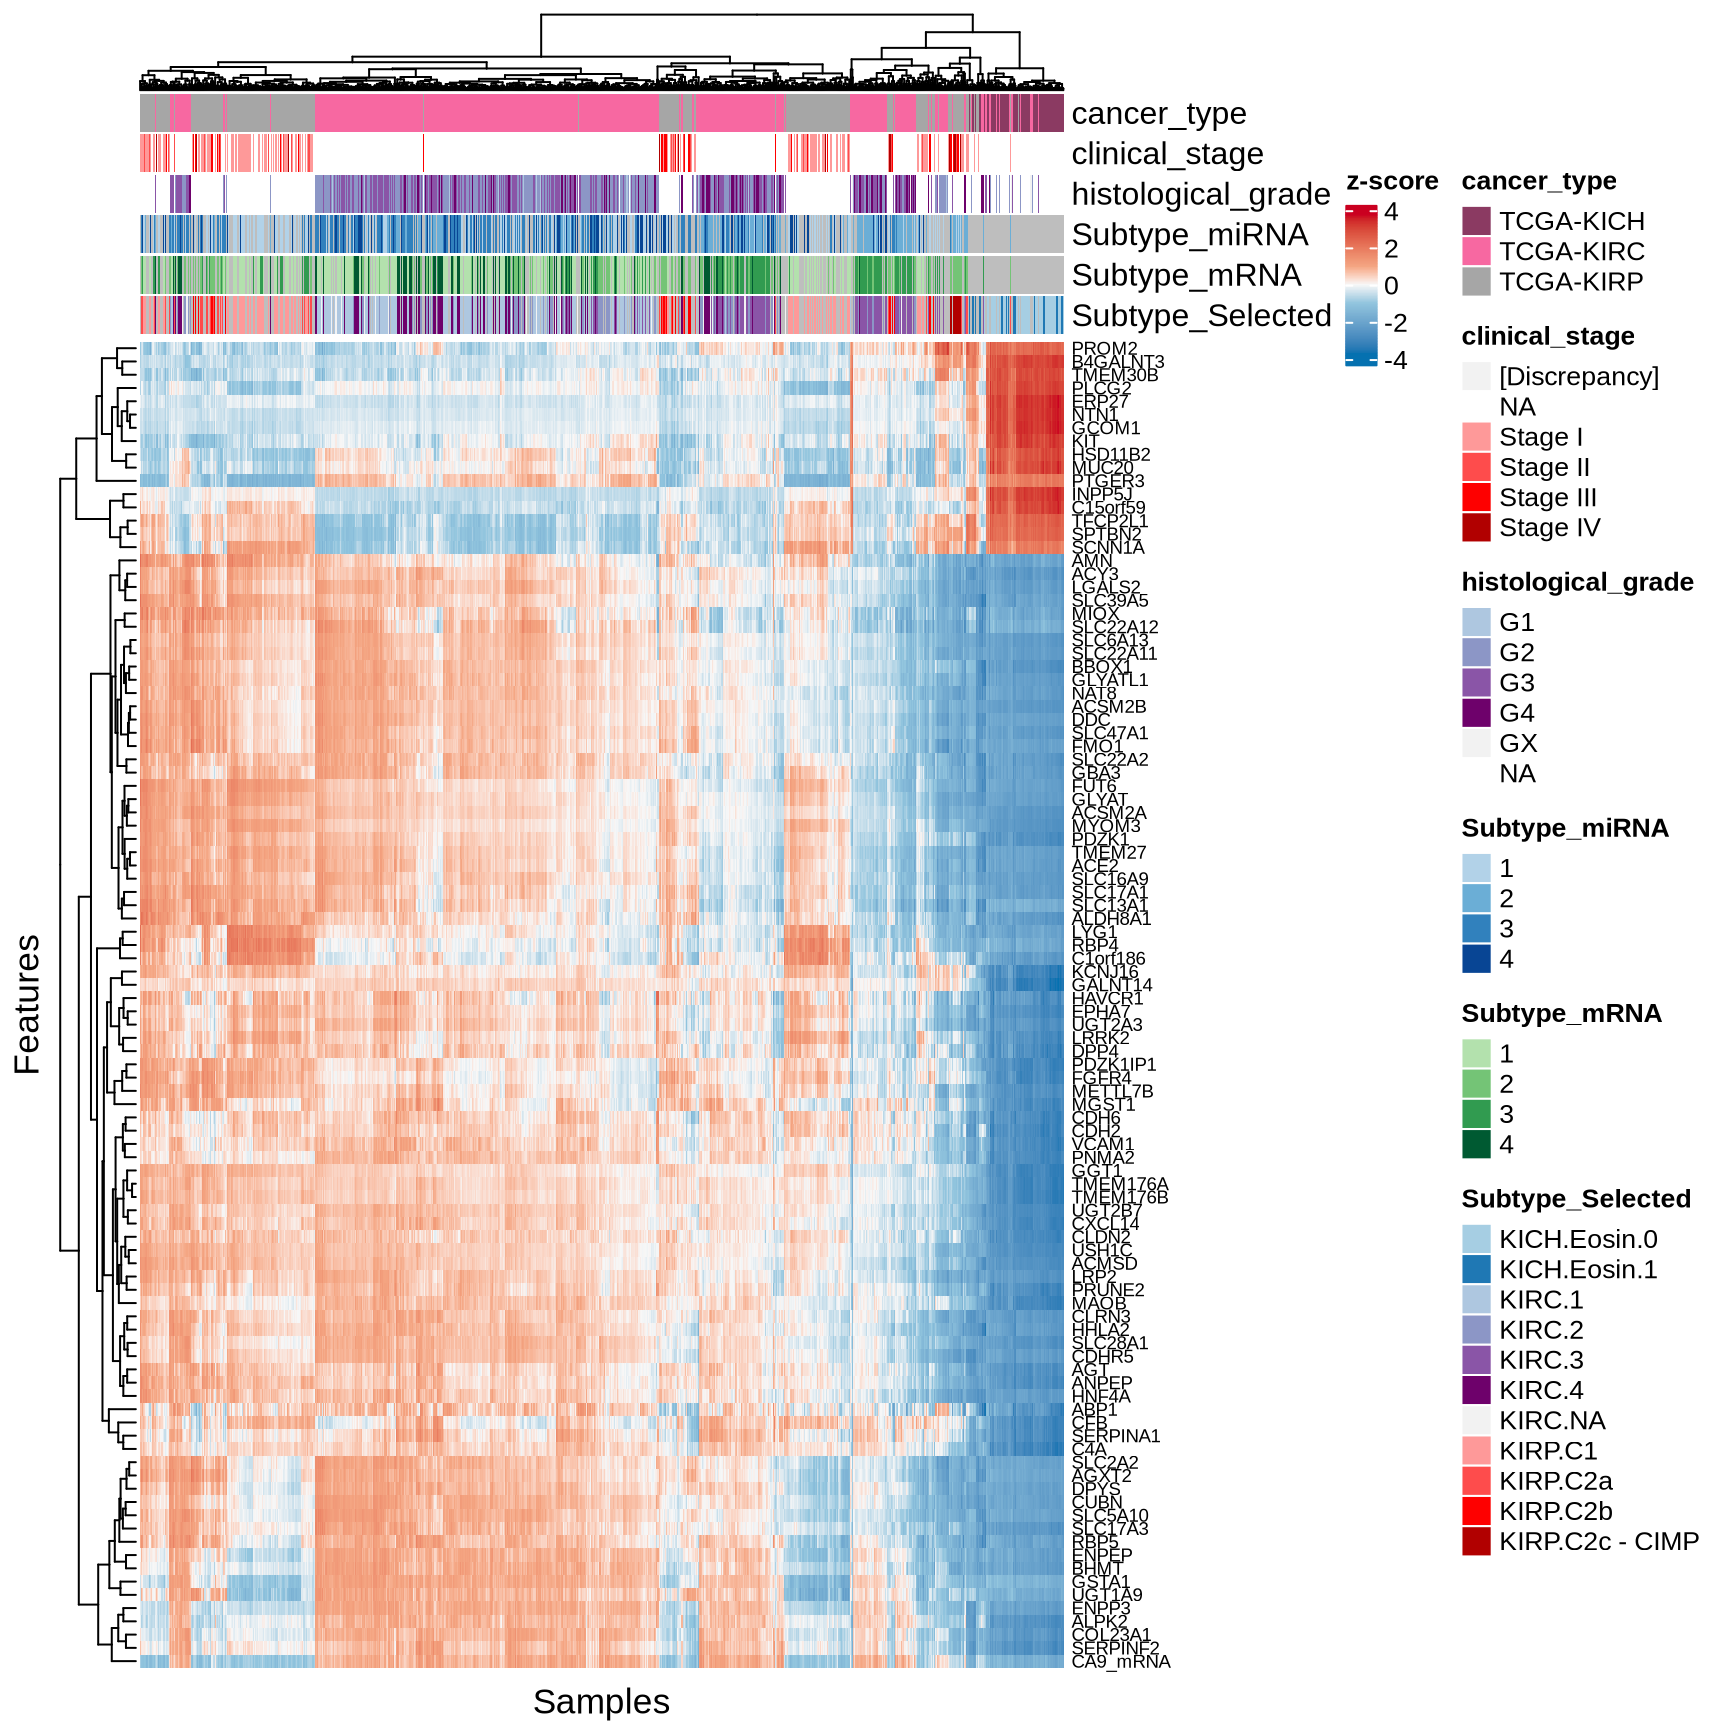 cancer_type
clinical_stage
histological_grade
Subtype_miRNA
Subtype_mRNA
Subtype_Selected
PROM2
B4GALNT3
TMEM30B
PLCG2
ERP27
NTN1
GCOM1
KIT
HSD11B2
MUC20
PTGER3
INPP5J
C15orf59
TFCP2L1
SPTBN2
SCNN1A
AMN
ACY3
LGALS2
SLC39A5
MIOX
SLC22A12
SLC6A13
SLC22A11
BBOX1
GLYATL1
NAT8
ACSM2B
DDC
SLC47A1
FMO1
SLC22A2
GBA3
FUT6
GLYAT
ACSM2A
MYOM3
PDZK1
TMEM27
ACE2
SLC16A9
SLC17A1
SLC13A1
ALDH8A1
LYG1
RBP4
C1orf186
KCNJ16
GALNT14
HAVCR1
EPHA7
UGT2A3
LRRK2
DPP4
PDZK1IP1
FGFR4
METTL7B
MGST1
CDH6
CDH2
VCAM1
PNMA2
GGT1
TMEM176A
TMEM176B
UGT2B7
CXCL14
CLDN2
USH1C
ACMSD
LRP2
PRUNE2
MAOB
CLRN3
HHLA2
SLC28A1
CDHR5
AGT
ANPEP
HNF4A
ABP1
CFB
SERPINA1
C4A
SLC2A2
AGXT2
DPYS
CUBN
SLC5A10
SLC17A3
RBP5
ENPEP
BHMT
GSTA1
UGT1A9
ENPP3
ALPK2
COL23A1
SERPINF2
CA9_mRNA
Features
Samples
z-score
4
2
0
-2
-4
cancer_type
TCGA-KICH
TCGA-KIRC
TCGA-KIRP
clinical_stage
[Discrepancy]
NA
Stage I
Stage II
Stage III
Stage IV
histological_grade
G1
G2
G3
G4
GX
NA
Subtype_miRNA
1
2
3
4
Subtype_mRNA
1
2
3
4
Subtype_Selected
KICH.Eosin.0
KICH.Eosin.1
KIRC.1
KIRC.2
KIRC.3
KIRC.4
KIRC.NA
KIRP.C1
KIRP.C2a
KIRP.C2b
KIRP.C2c - CIMP